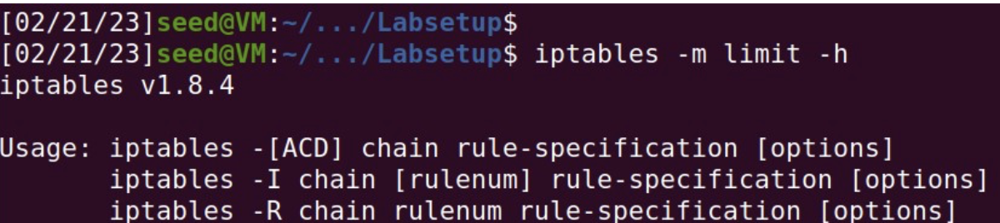 [02/21/23]seed@VM:~/.../Labsetup$
[02/21/23]seed@VM:~/.../Labsetup$ iptables -m limit -h
iptables v1.8.4
Usage: iptables -[ACD] chain rule-specification [options]
iptables -I chain [rulenum] rule-specification [options]
iptables -R chain rulenum rule-specification [options]